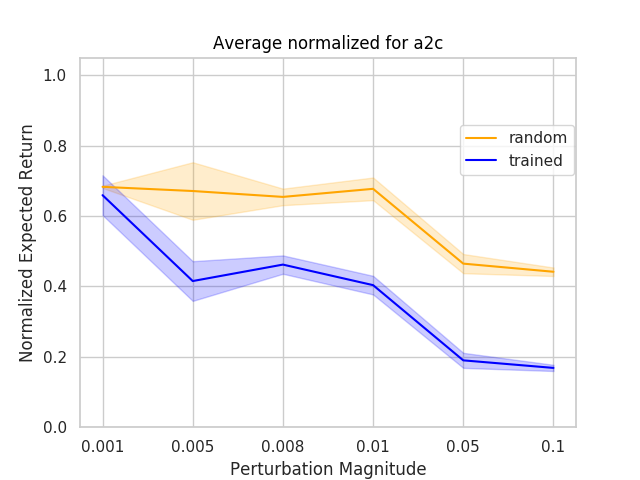 Average normalized for a2c
Normalized Expected Return
1.0
0.8
0.6
0.4
0.2
0.0
random
trained
0.001 0.005 0.008 0.01 0.05 0.1
Perturbation Magnitude